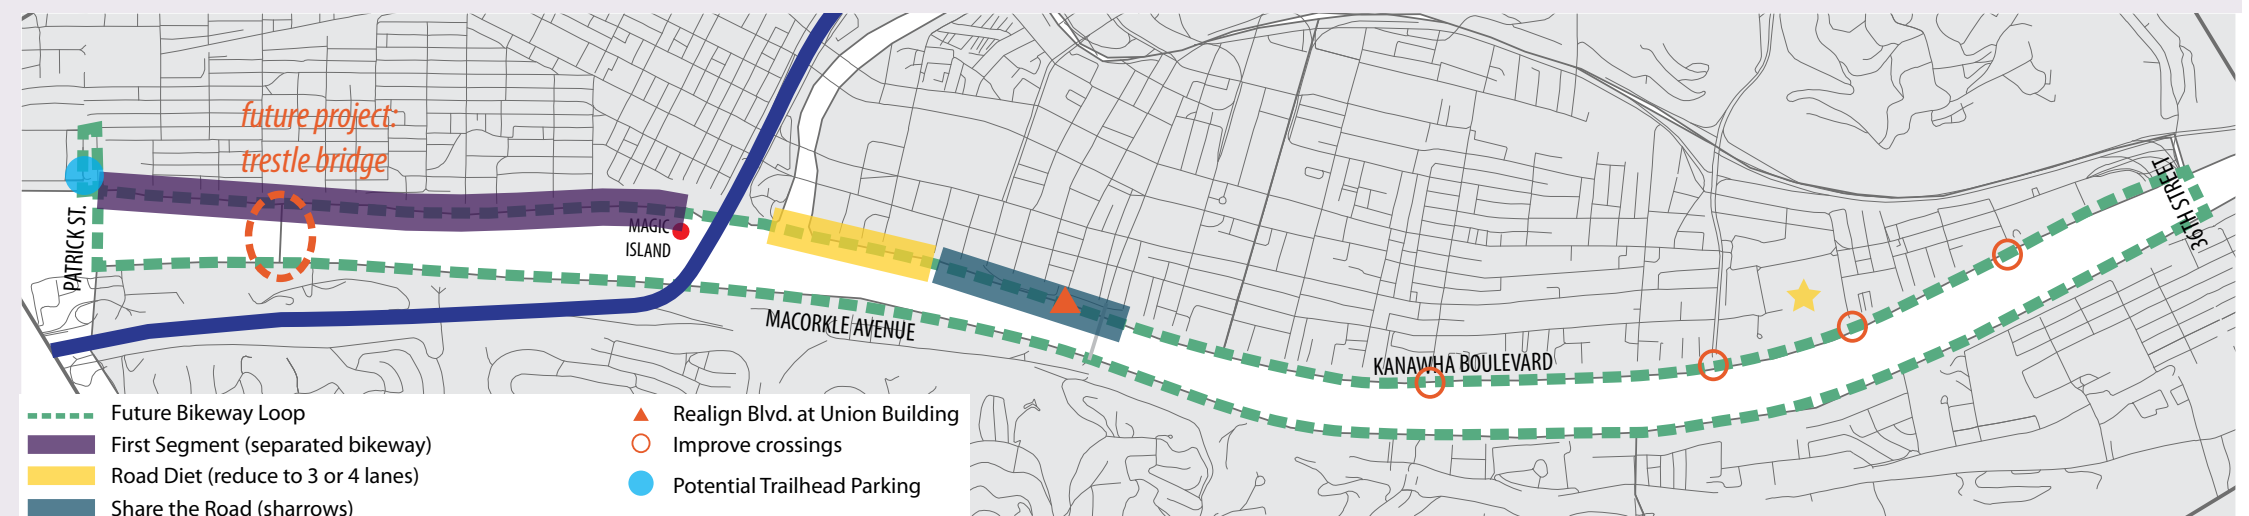 future project:
trestle bridge
PATRICK ST.
MAGIC
ISLAND
MACORKLE AVENUE
KANAWHA BOULEVARD
36TH STREET
Future Bikeway Loop
First Segment (separated bikeway)
Road Diet (reduce to 3 or 4 lanes)
Share the Road (sharrows)
Realign Blvd. at Union Building
Improve crossings
Potential Trailhead Parking